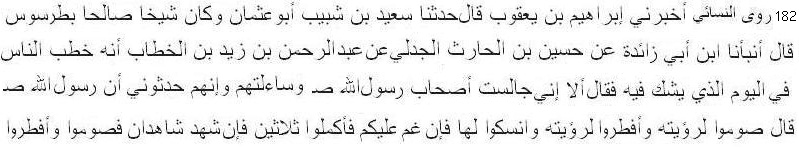 182 روى النسائي أخبرني إبراهيم بن يعقوب قال حدثنا سعيد بن شبيب أبو عثمان وكان شيخا صالحا بطرسوس
قال أنبأنا ابن أبي زائدة عن حسين بن الحارث الجدلي عن عبدالرحمن بن زيد بن الخطاب أنه خطب الناس
في اليوم الذي يشك فيه فقال ألا إني جالست أصحاب رسول الله صـ وساءلتهم وإنهم حدثوني أن رسول الله صـ
قال صوموا لرؤيته وأفطروا لرؤيته وانسكوا لها فإن غم عليكم فأكملوا ثلاثين فإن شهد شاهدان فصوموا وأفطروا